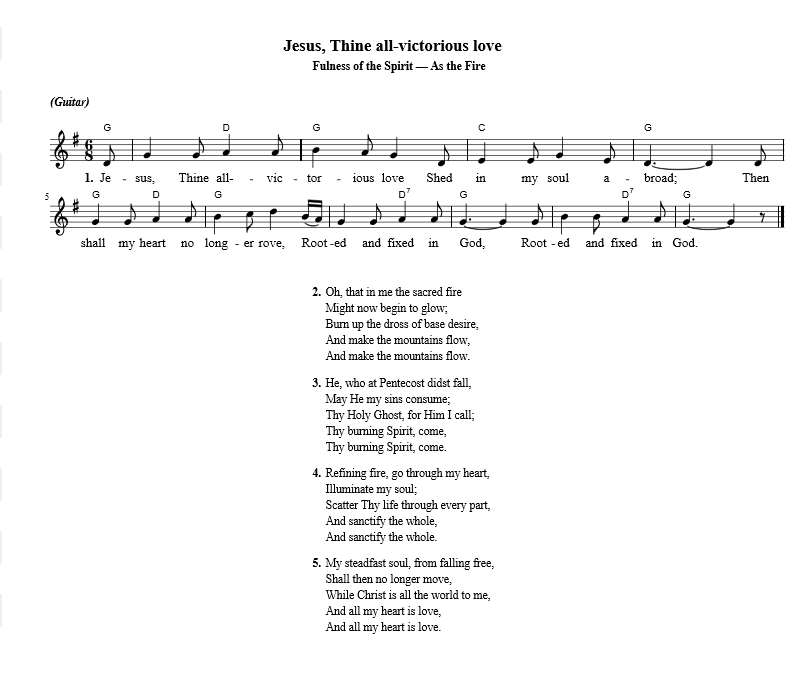 Jesus, Thine all-victorious love
Fulness of the Spirit — As the Fire
(Guitar)
G D G C G
6
8
1. Je - sus, Thine all- - vic - tor - ious love Shed in my soul a - broad; Then
5
G D G D7 G D7 G
shall my heart no long - er rove, Root-ed and fixed in God, Root - ed and fixed in God.
2. Oh, that in me the sacred fire
Might now begin to glow;
Burn up the dross of base desire,
And make the mountains flow,
And make the mountains flow.
3. He, who at Pentecost didst fall,
May He my sins consume;
Thy Holy Ghost, for Him I call;
Thy burning Spirit, come,
Thy burning Spirit, come.
4. Refining fire, go through my heart,
Illuminate my soul;
Scatter Thy life through every part,
And sanctify the whole,
And sanctify the whole.
5. My steadfast soul, from falling free,
Shall then no longer move,
While Christ is all the world to me,
And all my heart is love,
And all my heart is love.